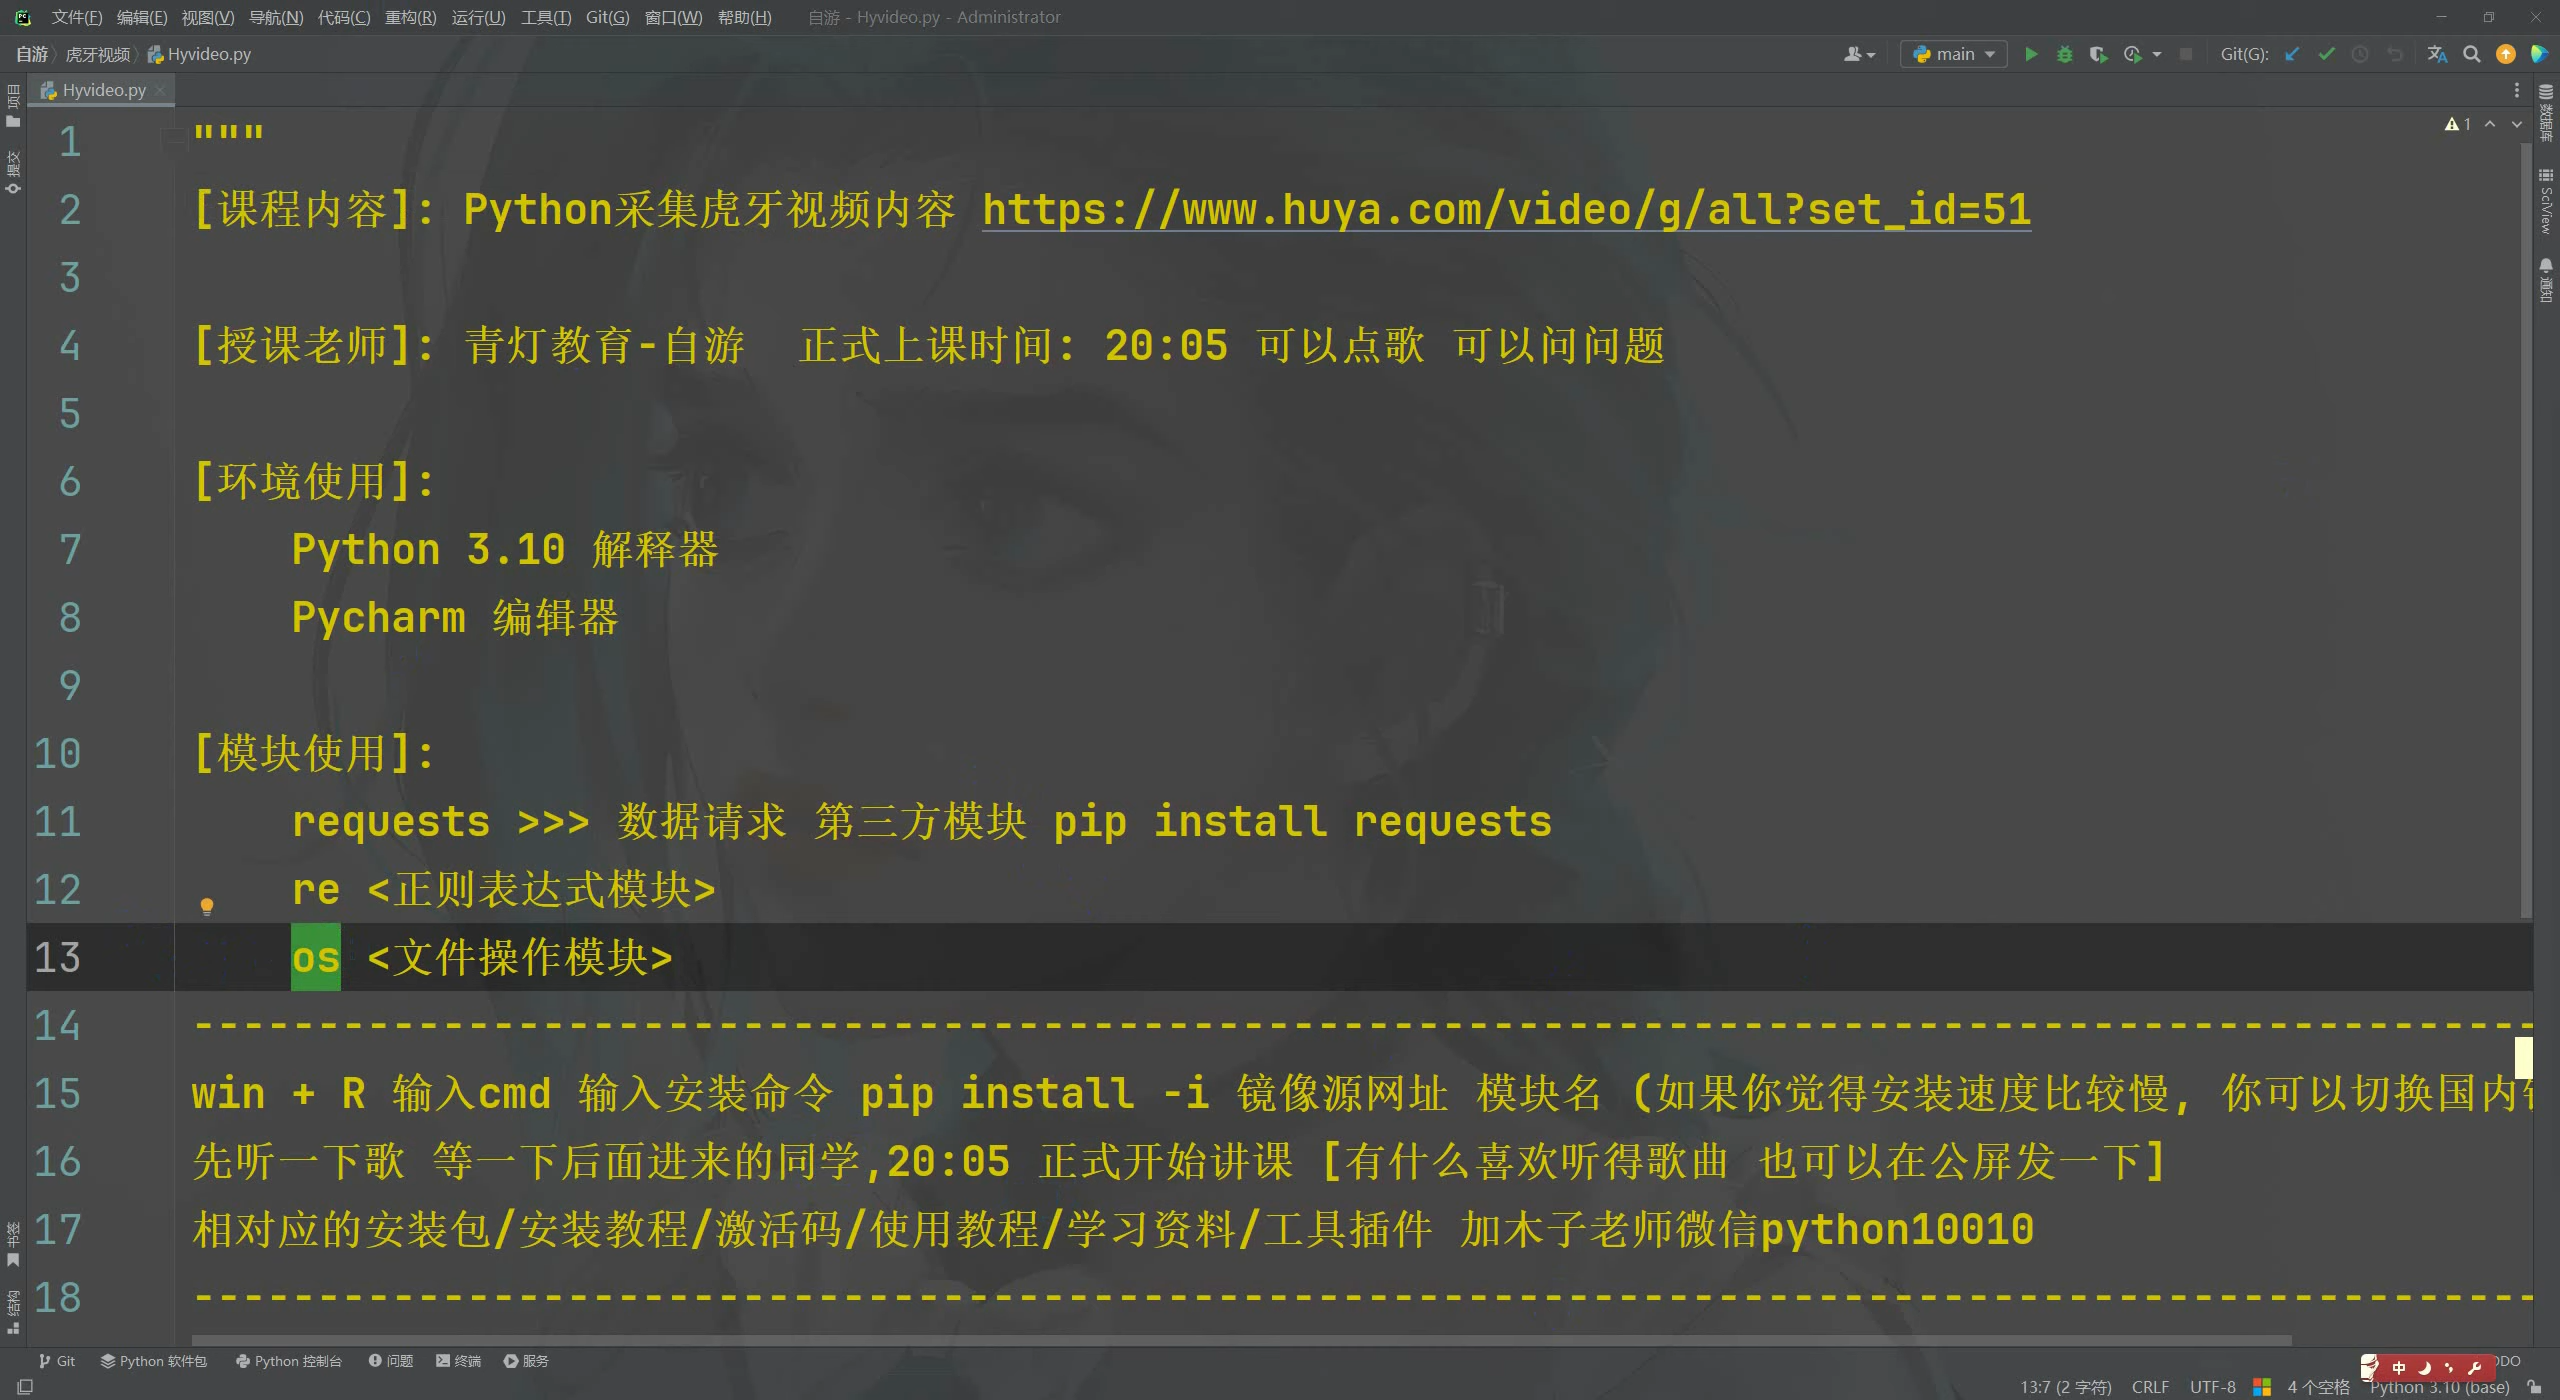 文件(F) 编辑(E) 视图(V) 导航(N) 代码(C) 重构(R) 运行(U) 工具(T) Git(G) 窗口(W) 帮助(H) 自游 - Hyvideo.py - Administrator
自游 虎牙视频 Hyvideo.py main Git(G):
Hyvideo.py
1 """
2 [课程内容]: Python采集虎牙视频内容 https://www.huya.com/video/g/all?set_id=51
3
4 [授课老师]: 青灯教育-自游 正式上课时间: 20:05 可以点歌 可以问问题
5
6 [环境使用]:
7 Python 3.10 解释器
8 Pycharm 编辑器
9
10 [模块使用]:
11 requests >>> 数据请求 第三方模块 pip install requests
12 re <正则表达式模块>
13 os <文件操作模块>
14 ----------------------------------------------------------------------------------------------
15 win + R 输入cmd 输入安装命令 pip install -i 镜像源网址 模块名 (如果你觉得安装速度比较慢, 你可以切换国内
16 先听一下歌 等一下后面进来的同学,20:05 正式开始讲课 [有什么喜欢听得歌曲 也可以在公屏发一下]
17 相对应的安装包/安装教程/激活码/使用教程/学习资料/工具插件 加木子老师微信python10010
18 ----------------------------------------------------------------------------------------------
项目
提交
书签
结构
1
数据库
SciView
通知
Git Python 软件包 Python 控制台 问题 终端 服务
中
13:7 (2 字符) CRLF UTF-8 4 个空格 Python 3.10 (base)